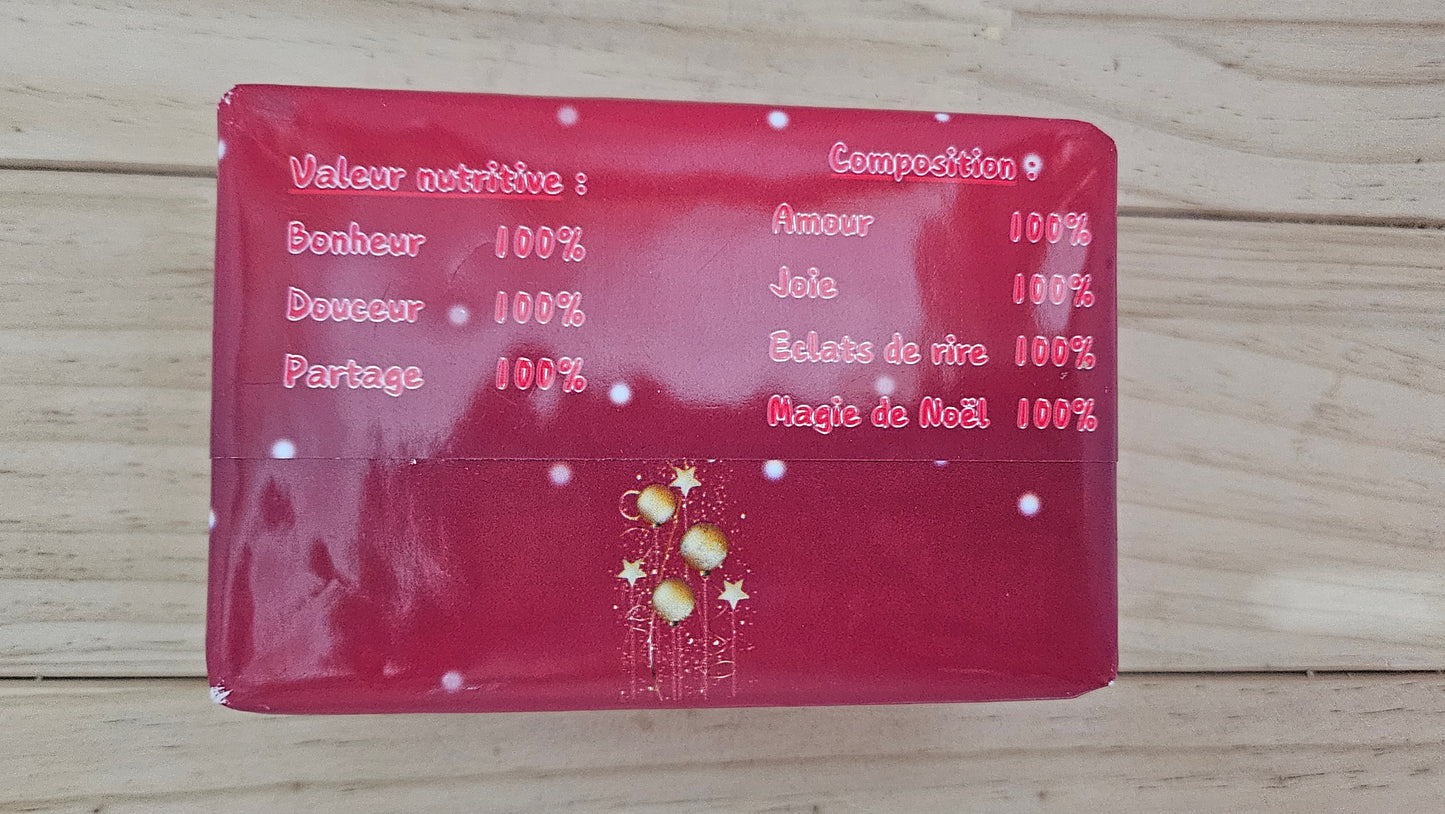 Valeur nutritive :
Bonheur 100%
Douceur 100%
Partage 100%
Composition :
Amour 100%
Joie 100%
Eclats de rire 100%
Magie de Noël 100%